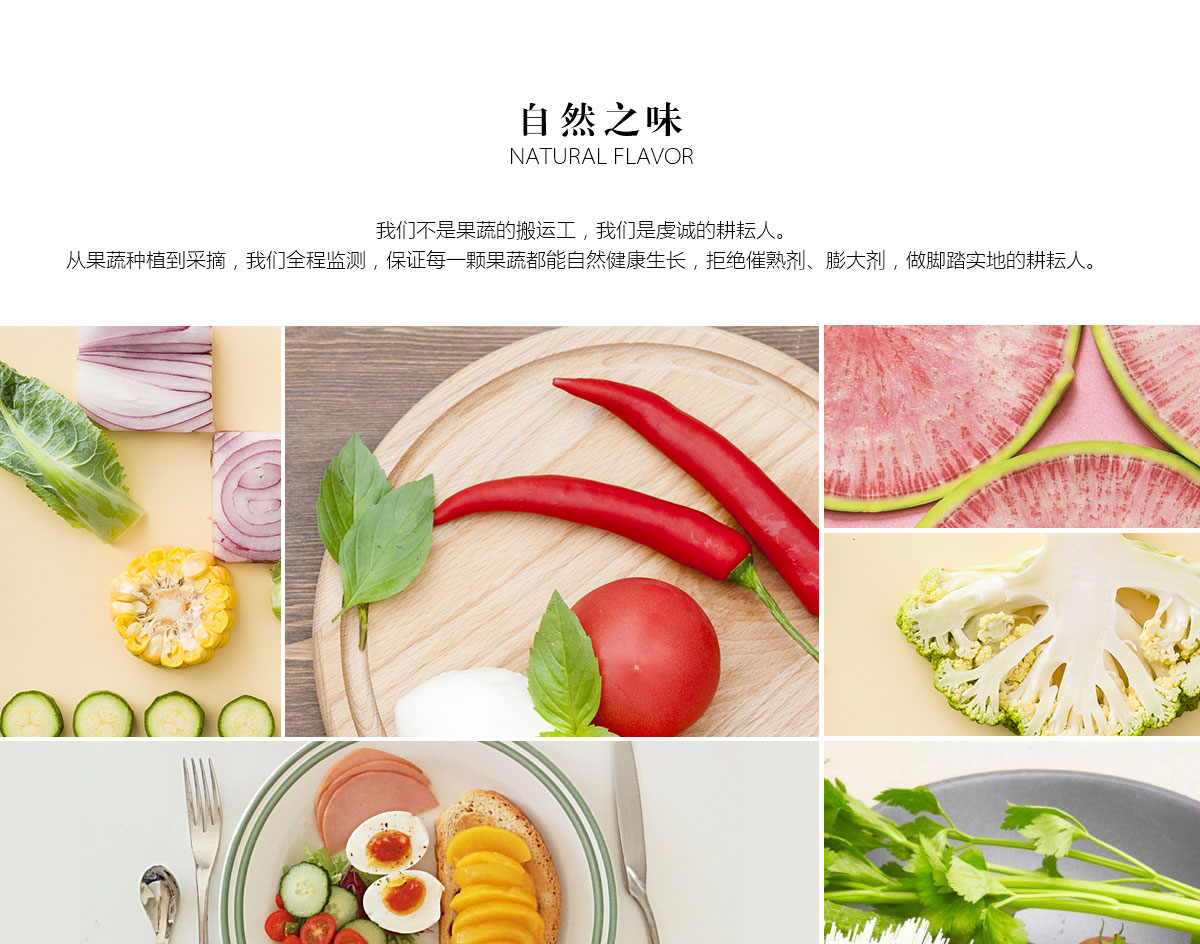 自然之味
NATURAL FLAVOR
我们不是果蔬的搬运工，我们是虔诚的耕耘人。
从果蔬种植到采摘，我们全程监测，保证每一颗果蔬都能自然健康生长，拒绝催熟剂、膨大剂，做脚踏实地的耕耘人。